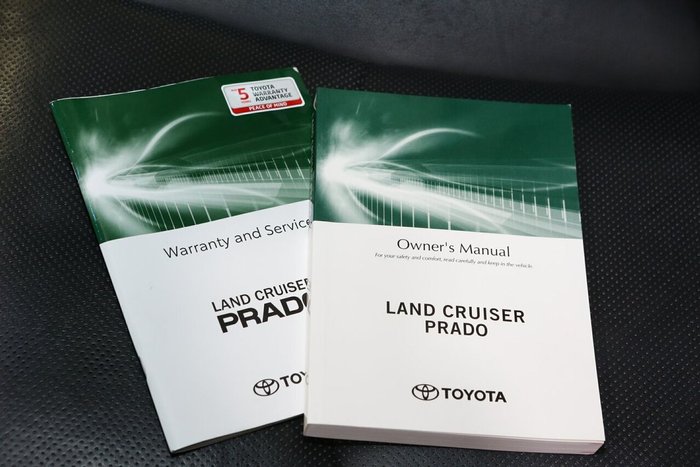 5
TOYOTA
WARRANTY
ADVANTAGE
PEACE OF MIND
Warranty and Service
LAND CRUISER
PRADO
TOYO
Owner's Manual
For your safety and comfort, read carefully and keep in the vehicle.
LAND CRUISER
PRADO
TOYOTA